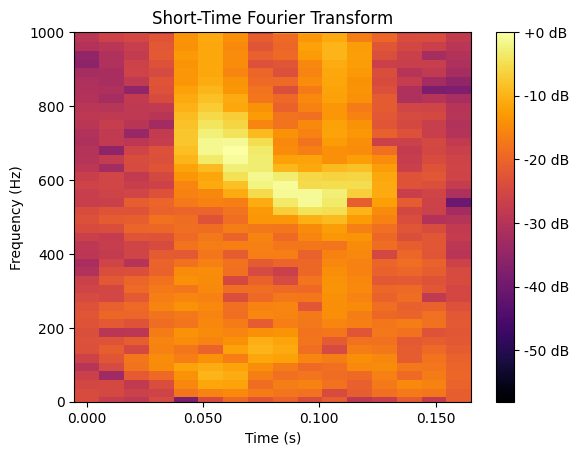 Short-Time Fourier Transform
1000
800
600
400
200
0
Frequency (Hz)
0.000
0.050
0.100
0.150
Time (s)
+0 dB
-10 dB
-20 dB
-30 dB
-40 dB
-50 dB